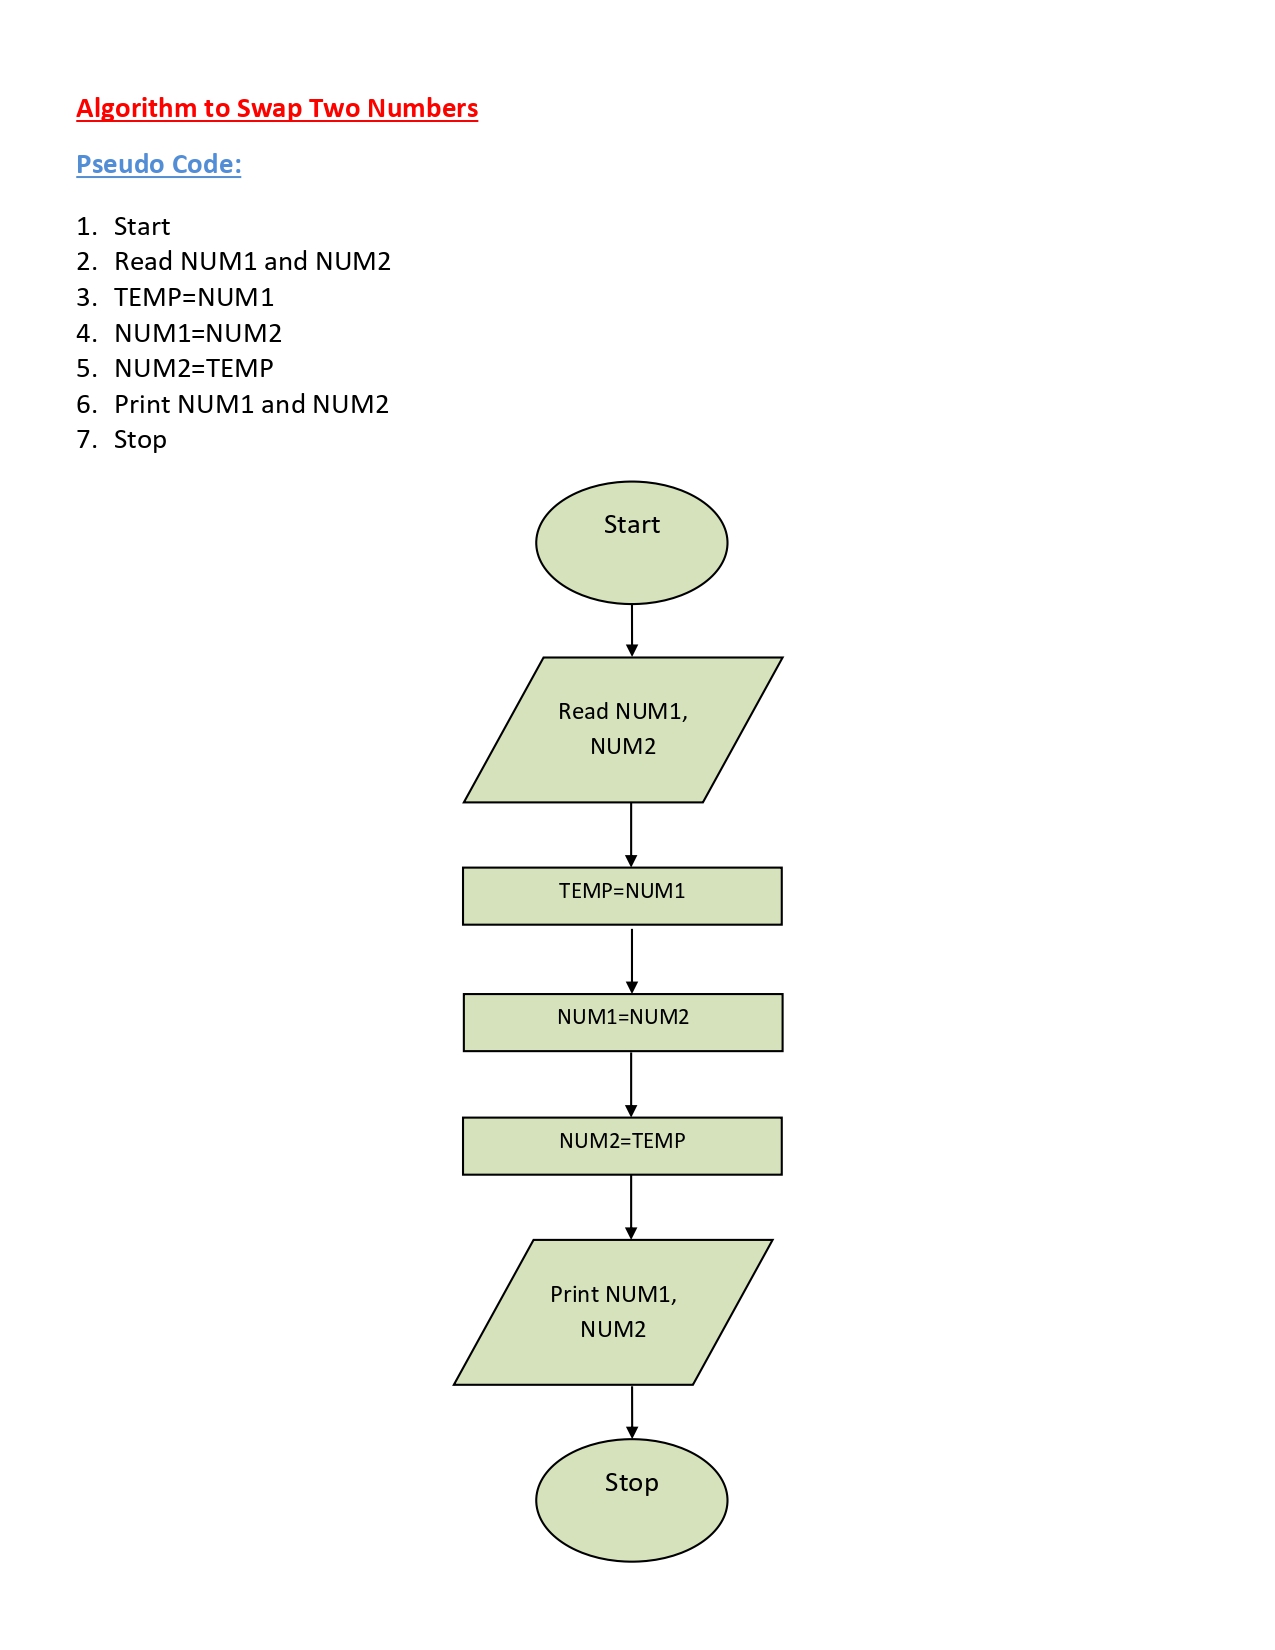 Algorithm to Swap Two Numbers
Pseudo Code:
1. Start
2. Read NUM1 and NUM2
3. TEMP=NUM1
4. NUM1=NUM2
5. NUM2=TEMP
6. Print NUM1 and NUM2
7. Stop
Start
Read NUM1,
NUM2
TEMP=NUM1
NUM1=NUM2
NUM2=TEMP
Print NUM1,
NUM2
Stop